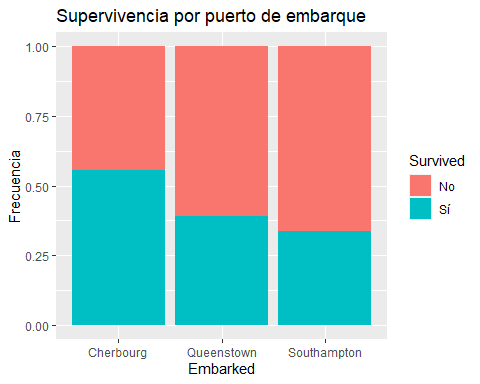 Supervivencia por puerto de embarque
Frecuencia
1.00
0.75
0.50
0.25
0.00
Cherbourg Queenstown Southampton
Embarked
Survived
No
Sí